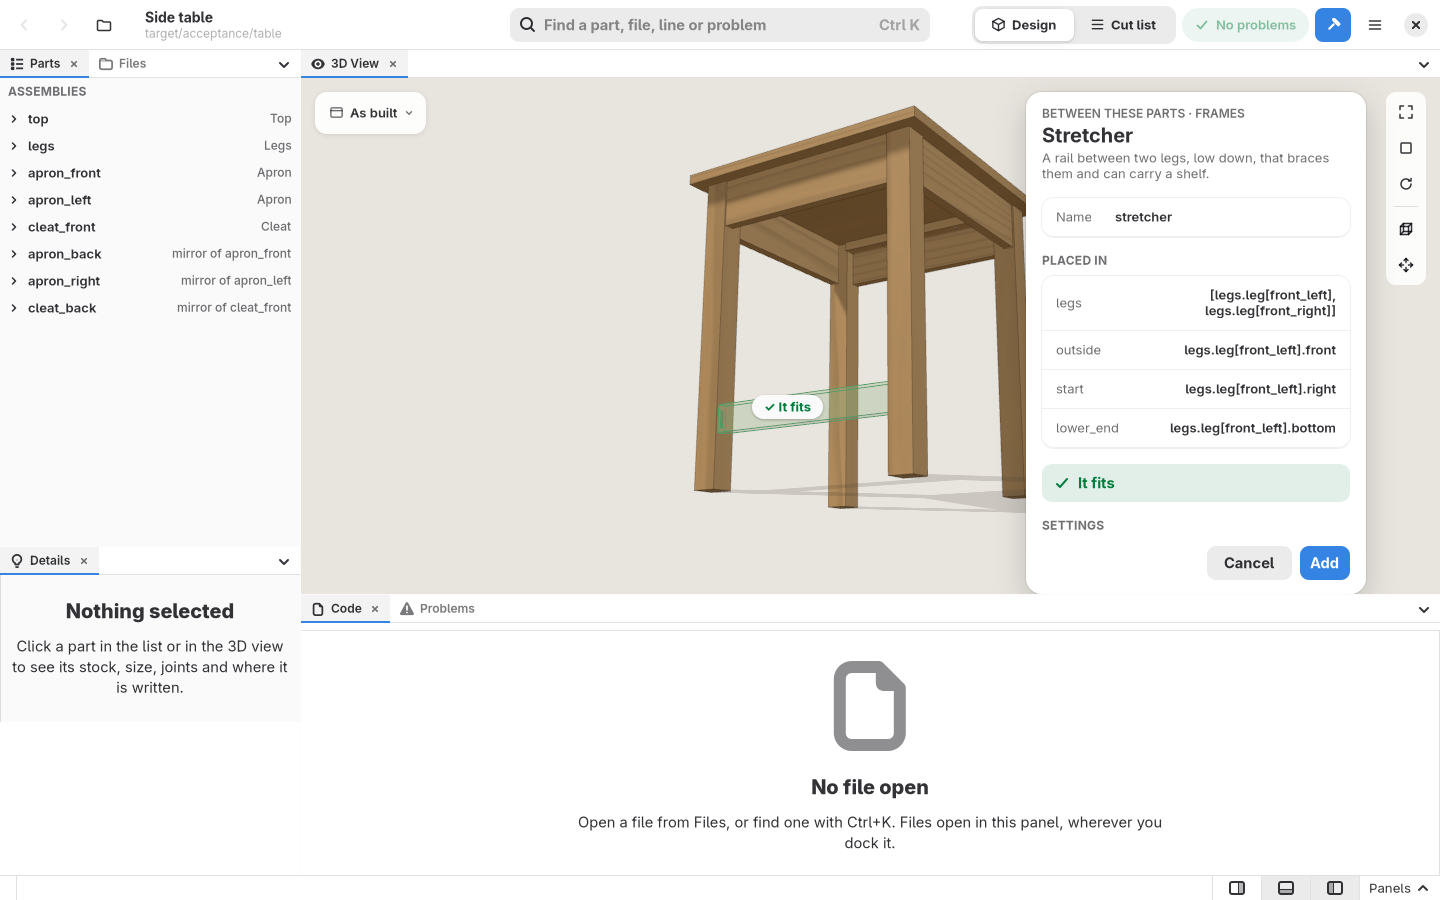 Side table
target/acceptance/table
Find a part, file, line or problem
Ctrl K
Design
Cut list
No problems
Parts
Files
3D View
ASSEMBLIES
top Top
legs Legs
apron_front Apron
apron_left Apron
cleat_front Cleat
apron_back mirror of apron_front
apron_right mirror of apron_left
cleat_back mirror of cleat_front
As built
It fits
BETWEEN THESE PARTS · FRAMES
Stretcher
A rail between two legs, low down, that braces
them and can carry a shelf.
Name stretcher
PLACED IN
legs [legs.leg[front_left],
legs.leg[front_right]]
outside legs.leg[front_left].front
start legs.leg[front_left].right
lower_end legs.leg[front_left].bottom
It fits
SETTINGS
Cancel
Add
Details
Nothing selected
Click a part in the list or in the 3D view
to see its stock, size, joints and where it
is written.
Code
Problems
No file open
Open a file from Files, or find one with Ctrl+K. Files open in this panel, wherever you
dock it.
Panels